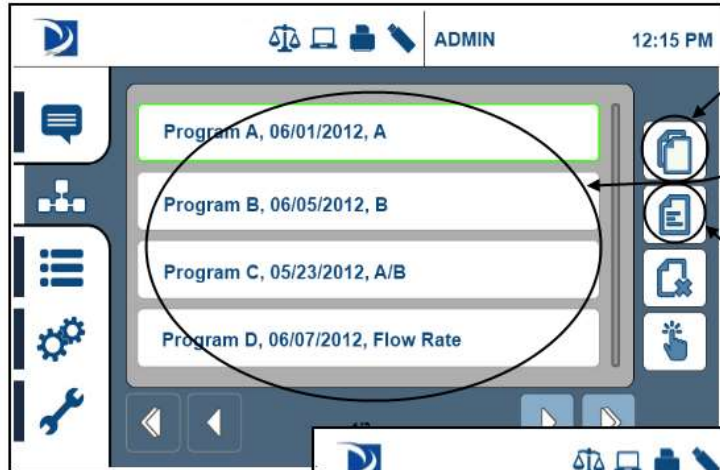 ADMIN
12:15 PM
Program A, 06/01/2012, A
Program B, 06/05/2012, B
Program C, 05/23/2012, A/B
Program D, 06/07/2012, Flow Rate